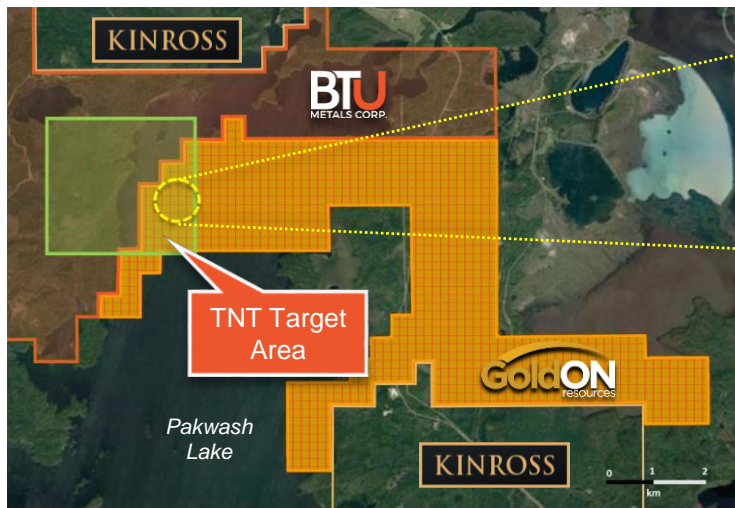 KINROSS
BTU
METALS CORP.
TNT Target
Area
GoldON
resources
Pakwash
Lake
KINROSS
0 1 2
km